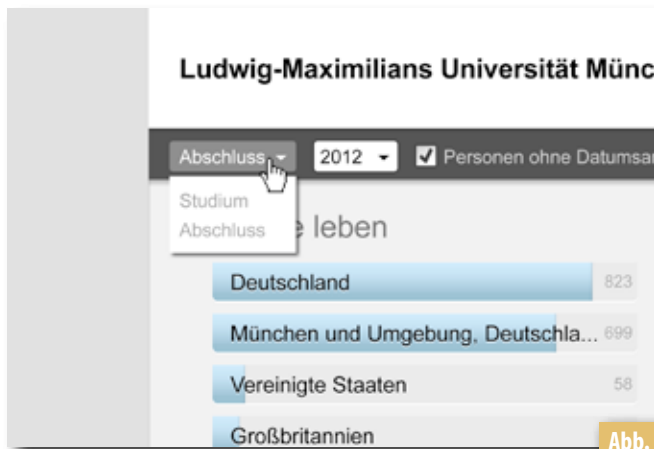 Ludwig-Maximilians Universität Münc
Abschluss 2012 Personen ohne Datumsa
Studium
Abschluss
leben
Deutschland 823
München und Umgebung, Deutschla... 699
Vereinigte Staaten 58
Großbritannien
Abb.